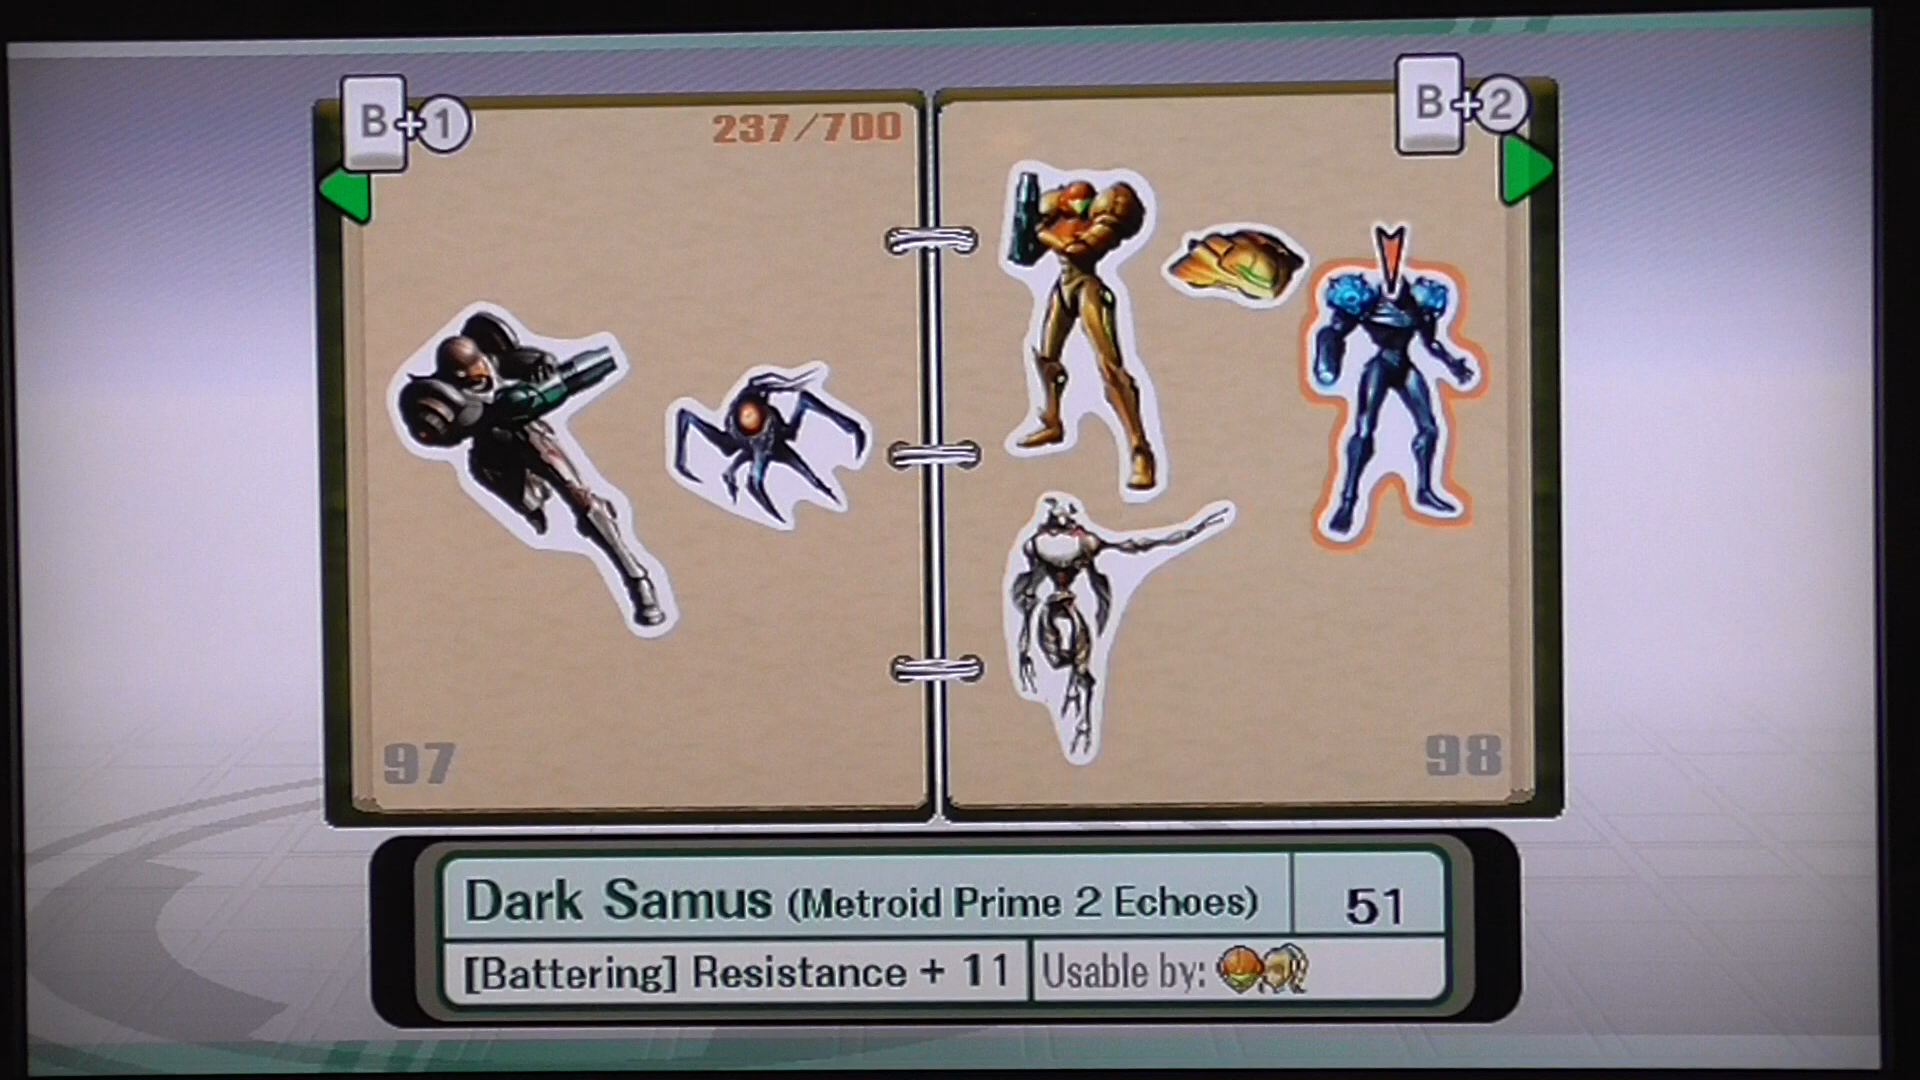 B+1
237/700
B+2
97
98
Dark Samus (Metroid Prime 2 Echoes)
51
[Battering] Resistance + 11
Usable by: